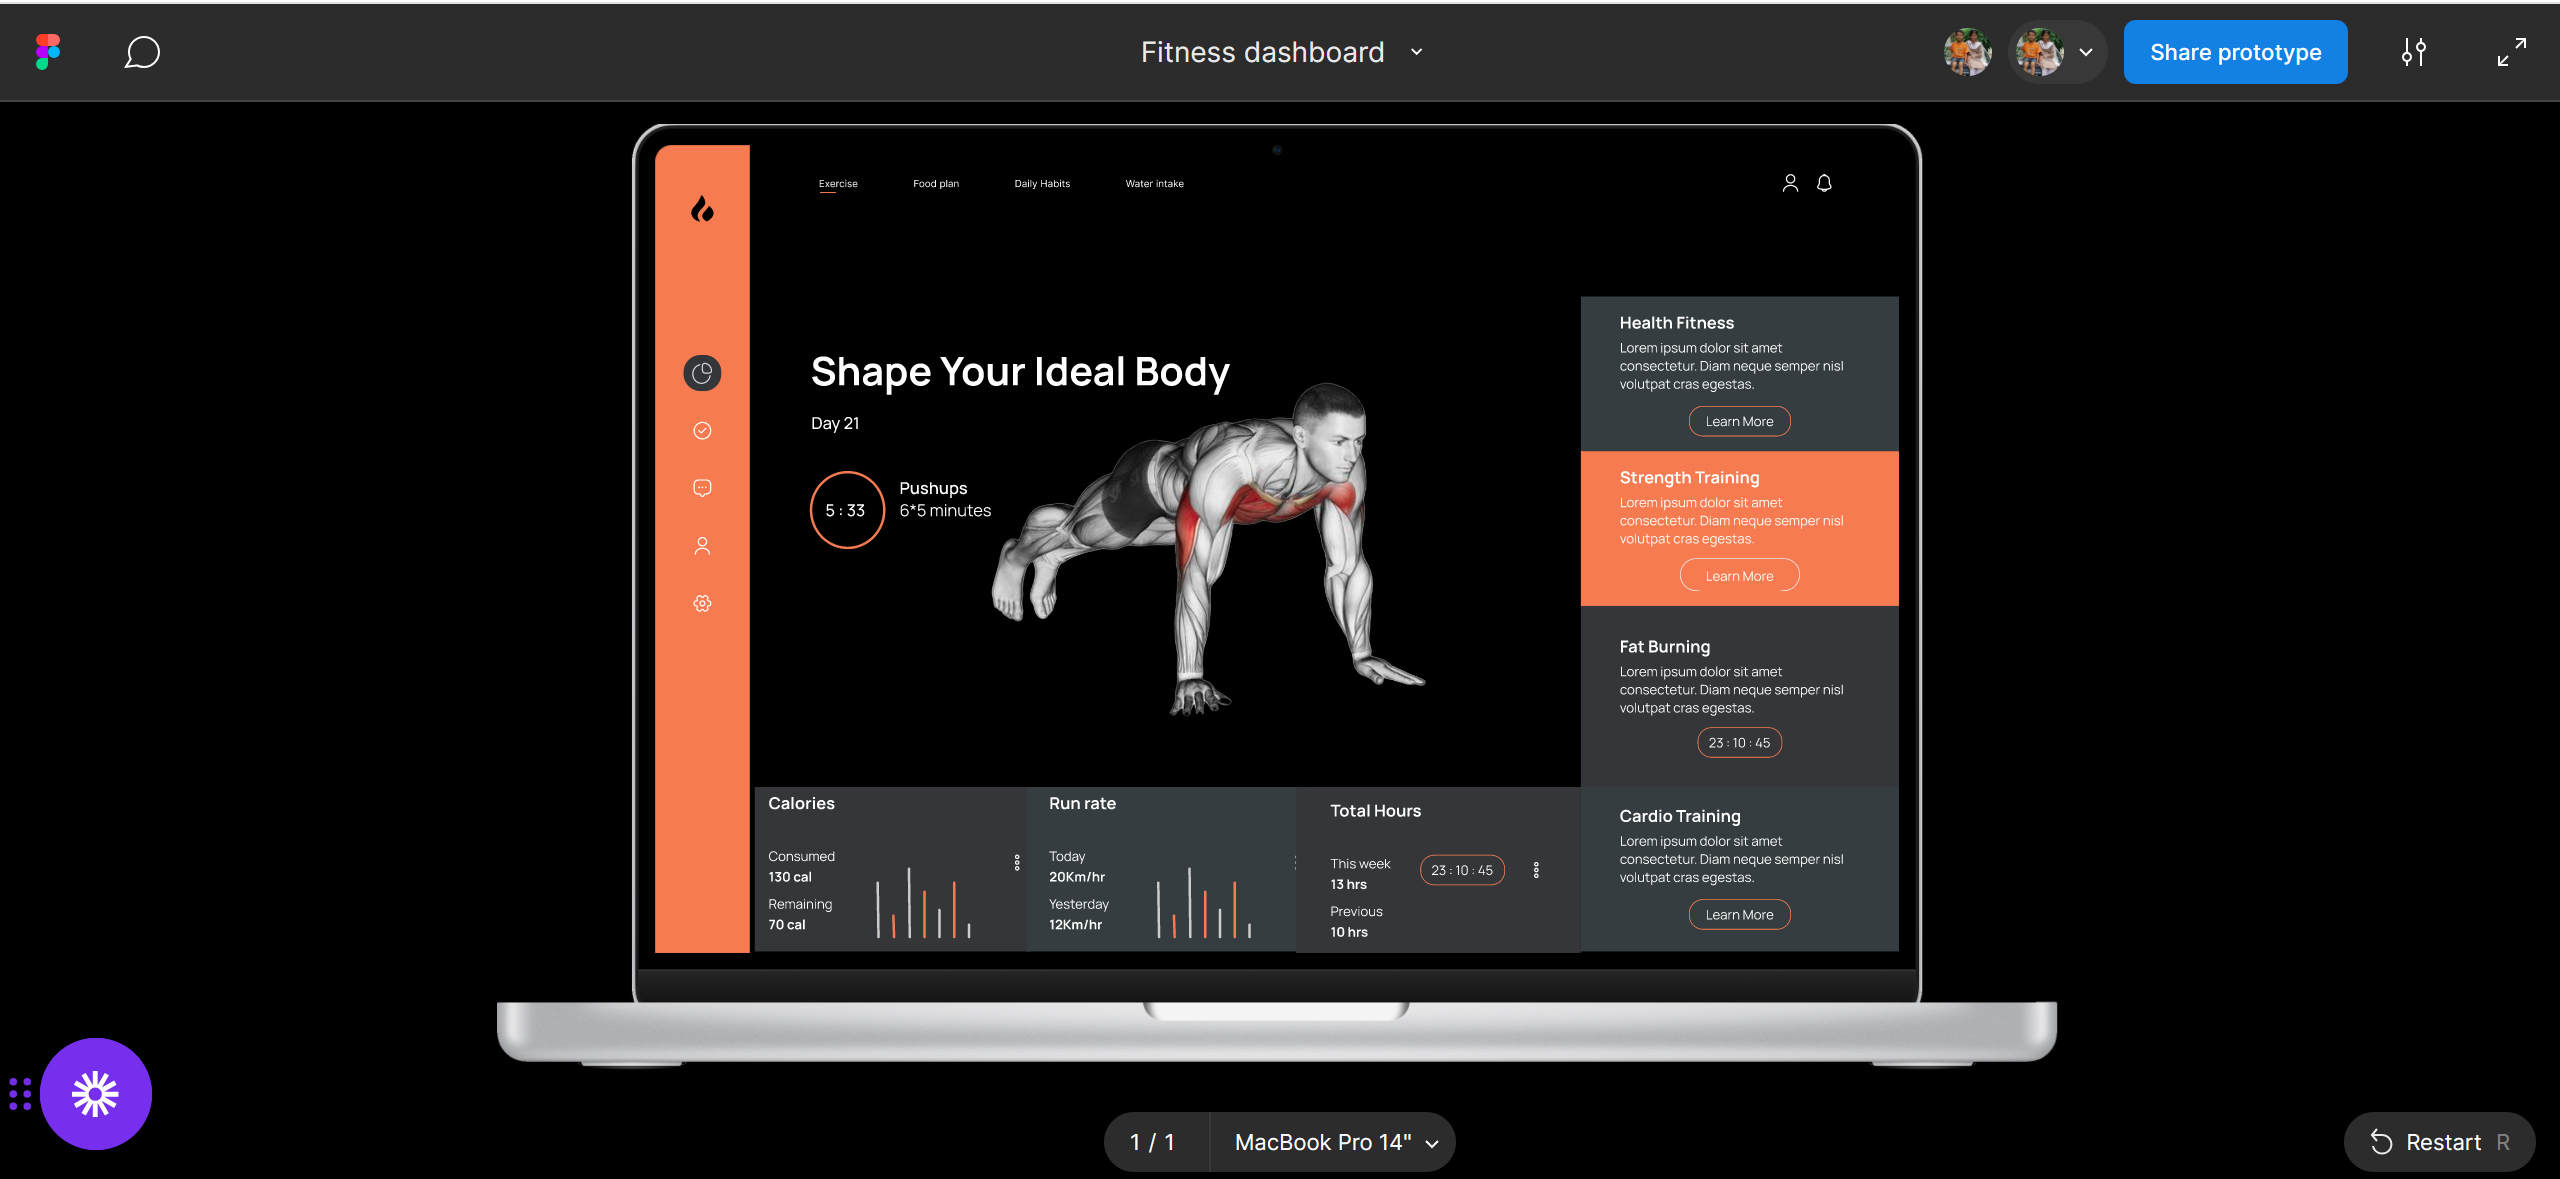 Fitness dashboard
Share prototype
Exercise
Food plan
Daily Habits
Water intake
Shape Your Ideal Body
Day 21
5 : 33
Pushups
6*5 minutes
Health Fitness
Lorem ipsum dolor sit amet
consectetur. Diam neque semper nisl
volutpat cras egestas.
Learn More
Strength Training
Lorem ipsum dolor sit amet
consectetur. Diam neque semper nisl
volutpat cras egestas.
Learn More
Fat Burning
Lorem ipsum dolor sit amet
consectetur. Diam neque semper nisl
volutpat cras egestas.
23 : 10 : 45
Calories
Consumed
130 cal
Remaining
70 cal
Run rate
Today
20Km/hr
Yesterday
12Km/hr
Total Hours
This week
13 hrs
23 : 10 : 45
Previous
10 hrs
Cardio Training
Lorem ipsum dolor sit amet
consectetur. Diam neque semper nisl
volutpat cras egestas.
Learn More
1 / 1
MacBook Pro 14"
Restart R